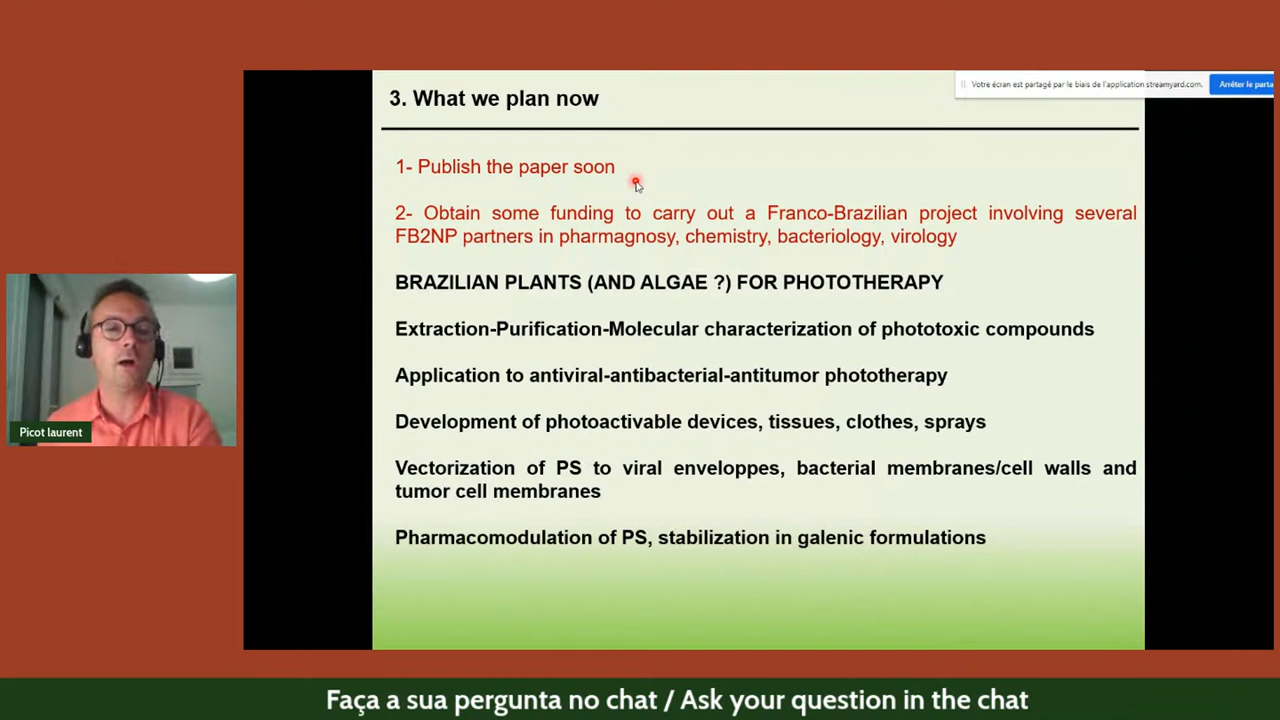 3. What we plan now
Votre écran est partagé par le biais de l'application streamyard.com.
Arrêter le parta
1- Publish the paper soon
2- Obtain some funding to carry out a Franco-Brazilian project involving several
FB2NP partners in pharmagnosy, chemistry, bacteriology, virology
BRAZILIAN PLANTS (AND ALGAE ?) FOR PHOTOTHERAPY
Extraction-Purification-Molecular characterization of phototoxic compounds
Application to antiviral-antibacterial-antitumor phototherapy
Development of photoactivable devices, tissues, clothes, sprays
Vectorization of PS to viral enveloppes, bacterial membranes/cell walls and
tumor cell membranes
Pharmacomodulation of PS, stabilization in galenic formulations
Picot laurent
Faça a sua pergunta no chat / Ask your question in the chat